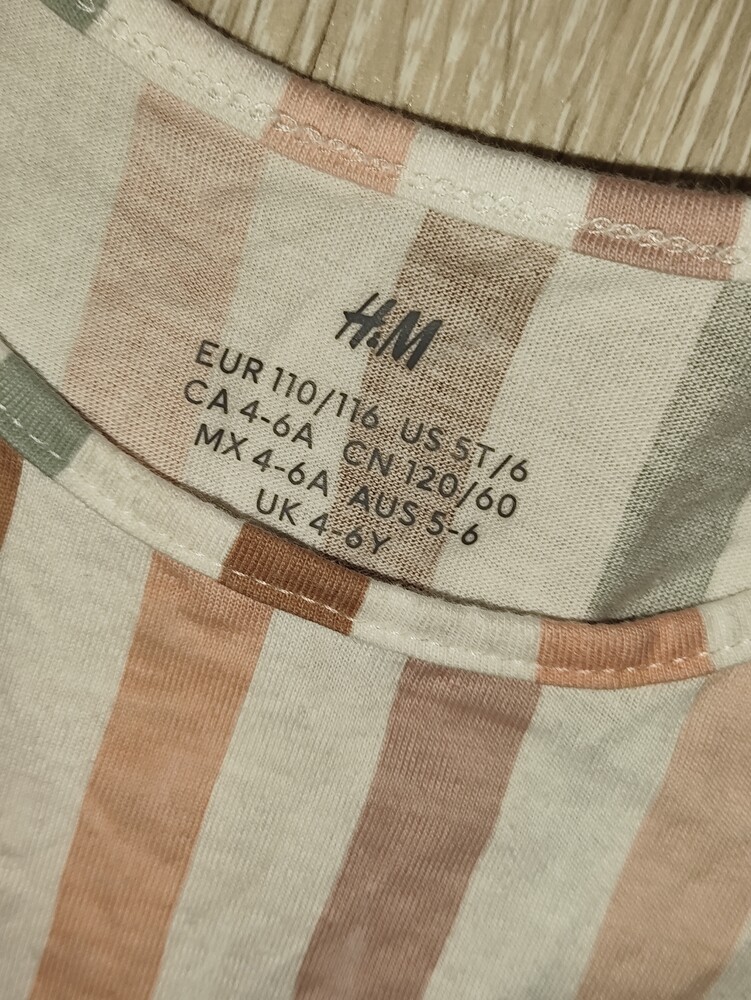 H&M
EUR 110/116 US 5T/6
CA 4-6A CN 120/60
MX 4-6A AUS 5-6
UK 4-6Y